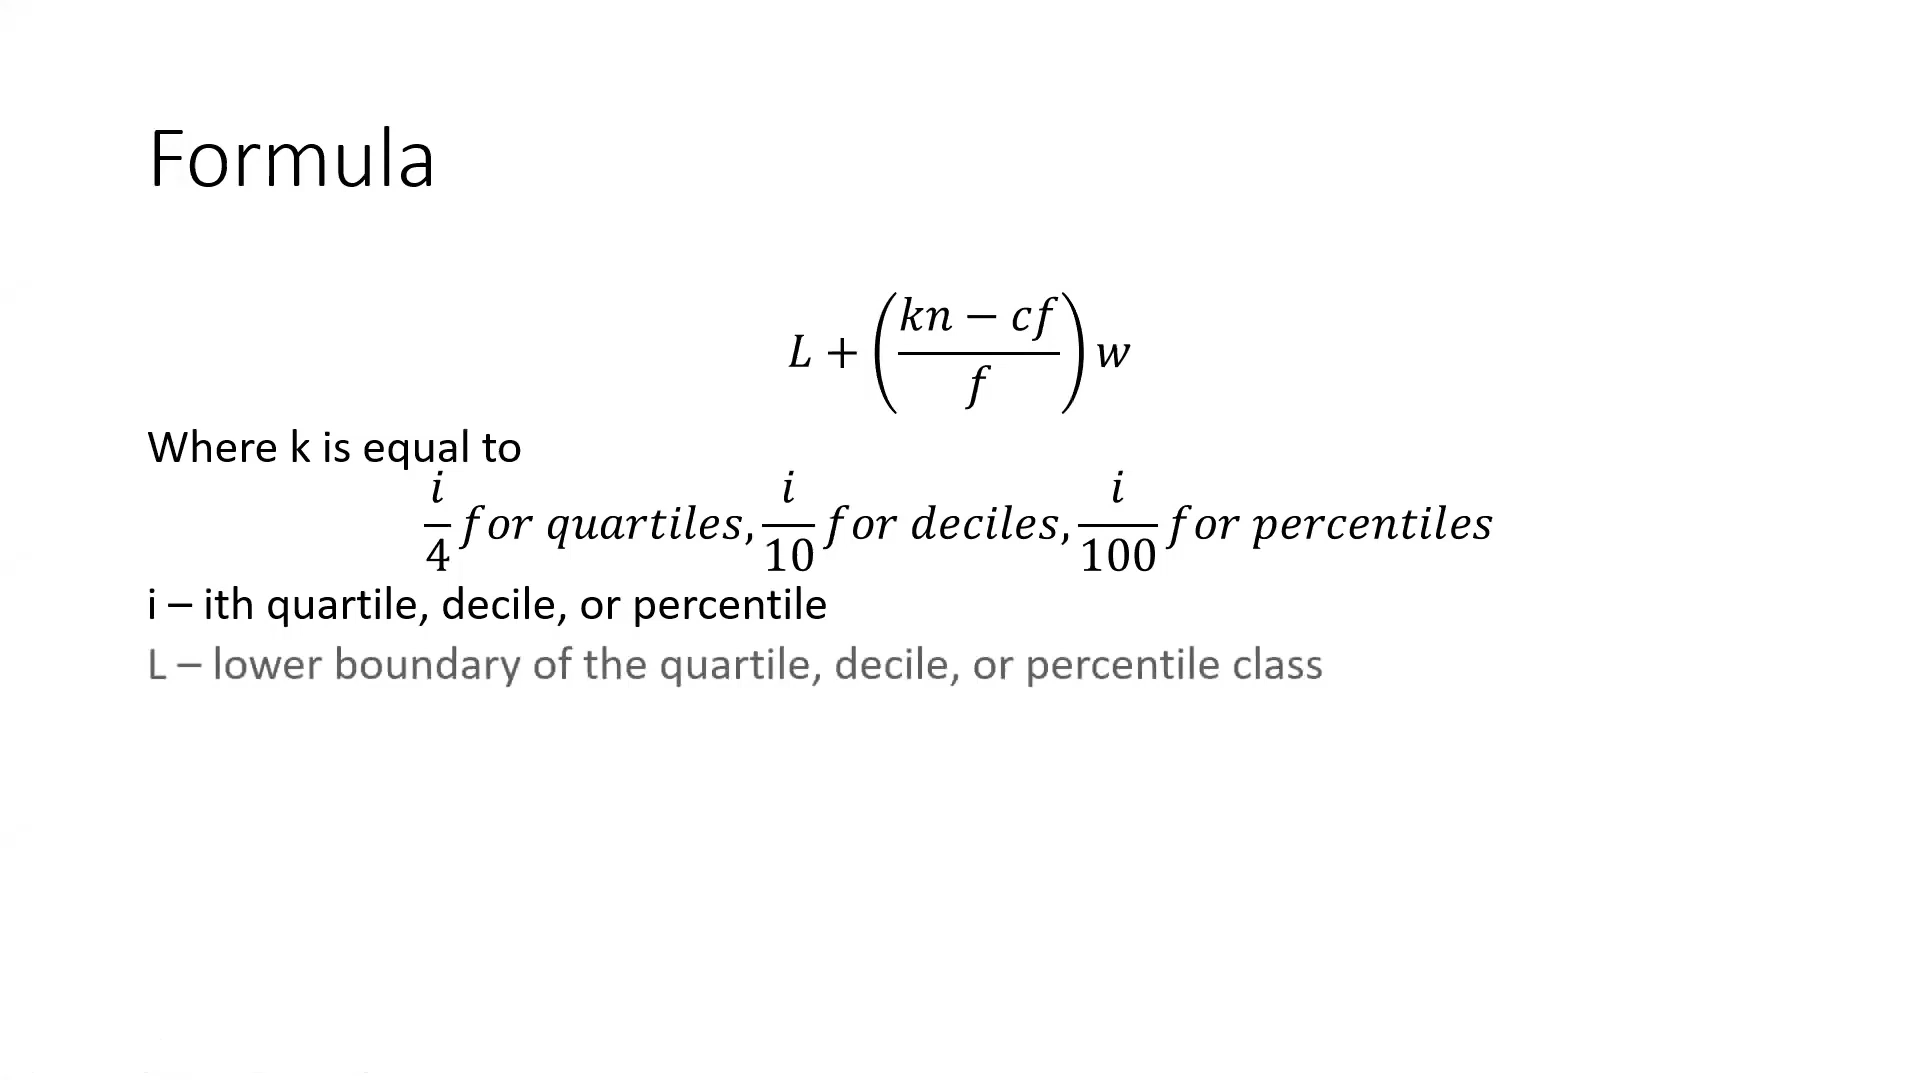 Formula
L + (kn − cf / f) w
Where k is equal to
i/4 for quartiles, i/10 for deciles, i/100 for percentiles
i – ith quartile, decile, or percentile
L – lower boundary of the quartile, decile, or percentile class